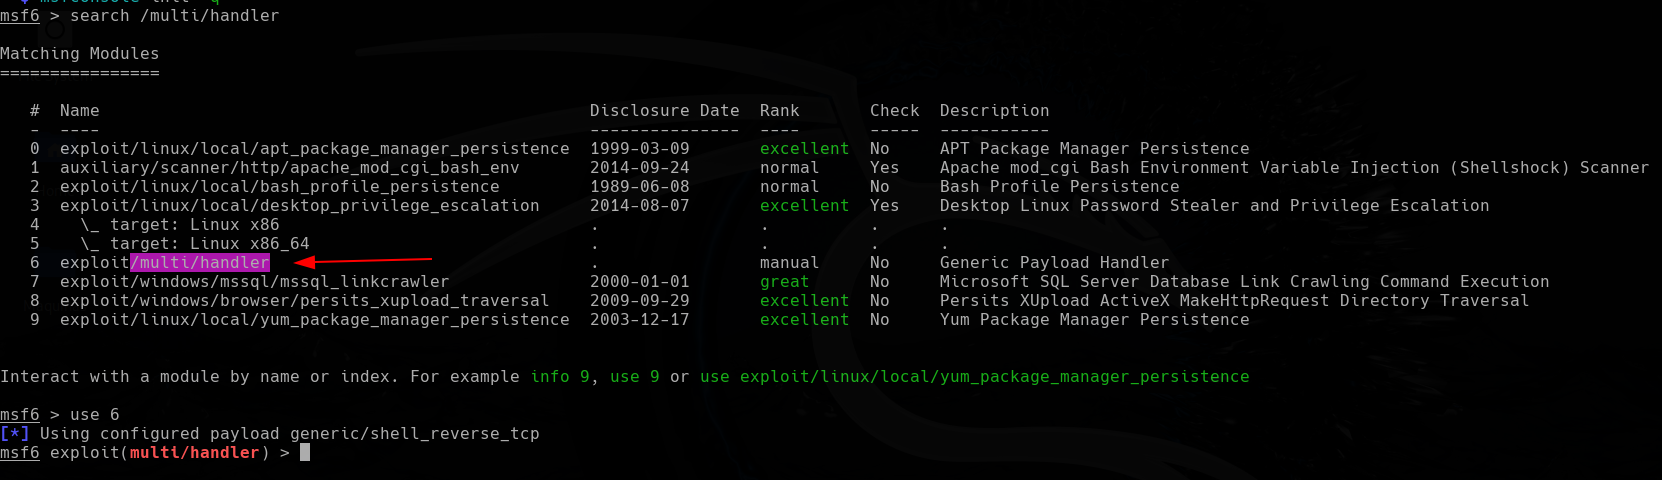 msf6 > search /multi/handler
Matching Modules
================
#  Name                                                 Disclosure Date  Rank       Check  Description
-  ----                                                 ---------------  ----       -----  -----------
0  exploit/linux/local/apt_package_manager_persistence  1999-03-09       excellent  No     APT Package Manager Persistence
1  auxiliary/scanner/http/apache_mod_cgi_bash_env       2014-09-24       normal     Yes    Apache mod_cgi Bash Environment Variable Injection (Shellshock) Scanner
2  exploit/linux/local/bash_profile_persistence         1989-06-08       normal     No     Bash Profile Persistence
3  exploit/linux/local/desktop_privilege_escalation     2014-08-07       excellent  Yes    Desktop Linux Password Stealer and Privilege Escalation
4    \_ target: Linux x86                               .                .          .      .
5    \_ target: Linux x86_64                            .                .          .      .
6  exploit/multi/handler                                .                manual     No     Generic Payload Handler
7  exploit/windows/mssql/mssql_linkcrawler              2000-01-01       great      No     Microsoft SQL Server Database Link Crawling Command Execution
8  exploit/windows/browser/persits_xupload_traversal    2009-09-29       excellent  No     Persits XUpload ActiveX MakeHttpRequest Directory Traversal
9  exploit/linux/local/yum_package_manager_persistence  2003-12-17       excellent  No     Yum Package Manager Persistence
Interact with a module by name or index. For example info 9, use 9 or use exploit/linux/local/yum_package_manager_persistence
msf6 > use 6
[*] Using configured payload generic/shell_reverse_tcp
msf6 exploit(multi/handler) >